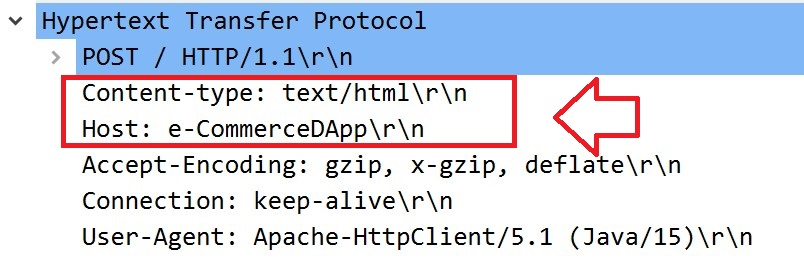 Hypertext Transfer Protocol
POST / HTTP/1.1\r\n
Content-type: text/html\r\n
Host: e-CommerceDApp\r\n
Accept-Encoding: gzip, x-gzip, deflate\r\n
Connection: keep-alive\r\n
User-Agent: Apache-HttpClient/5.1 (Java/15)\r\n